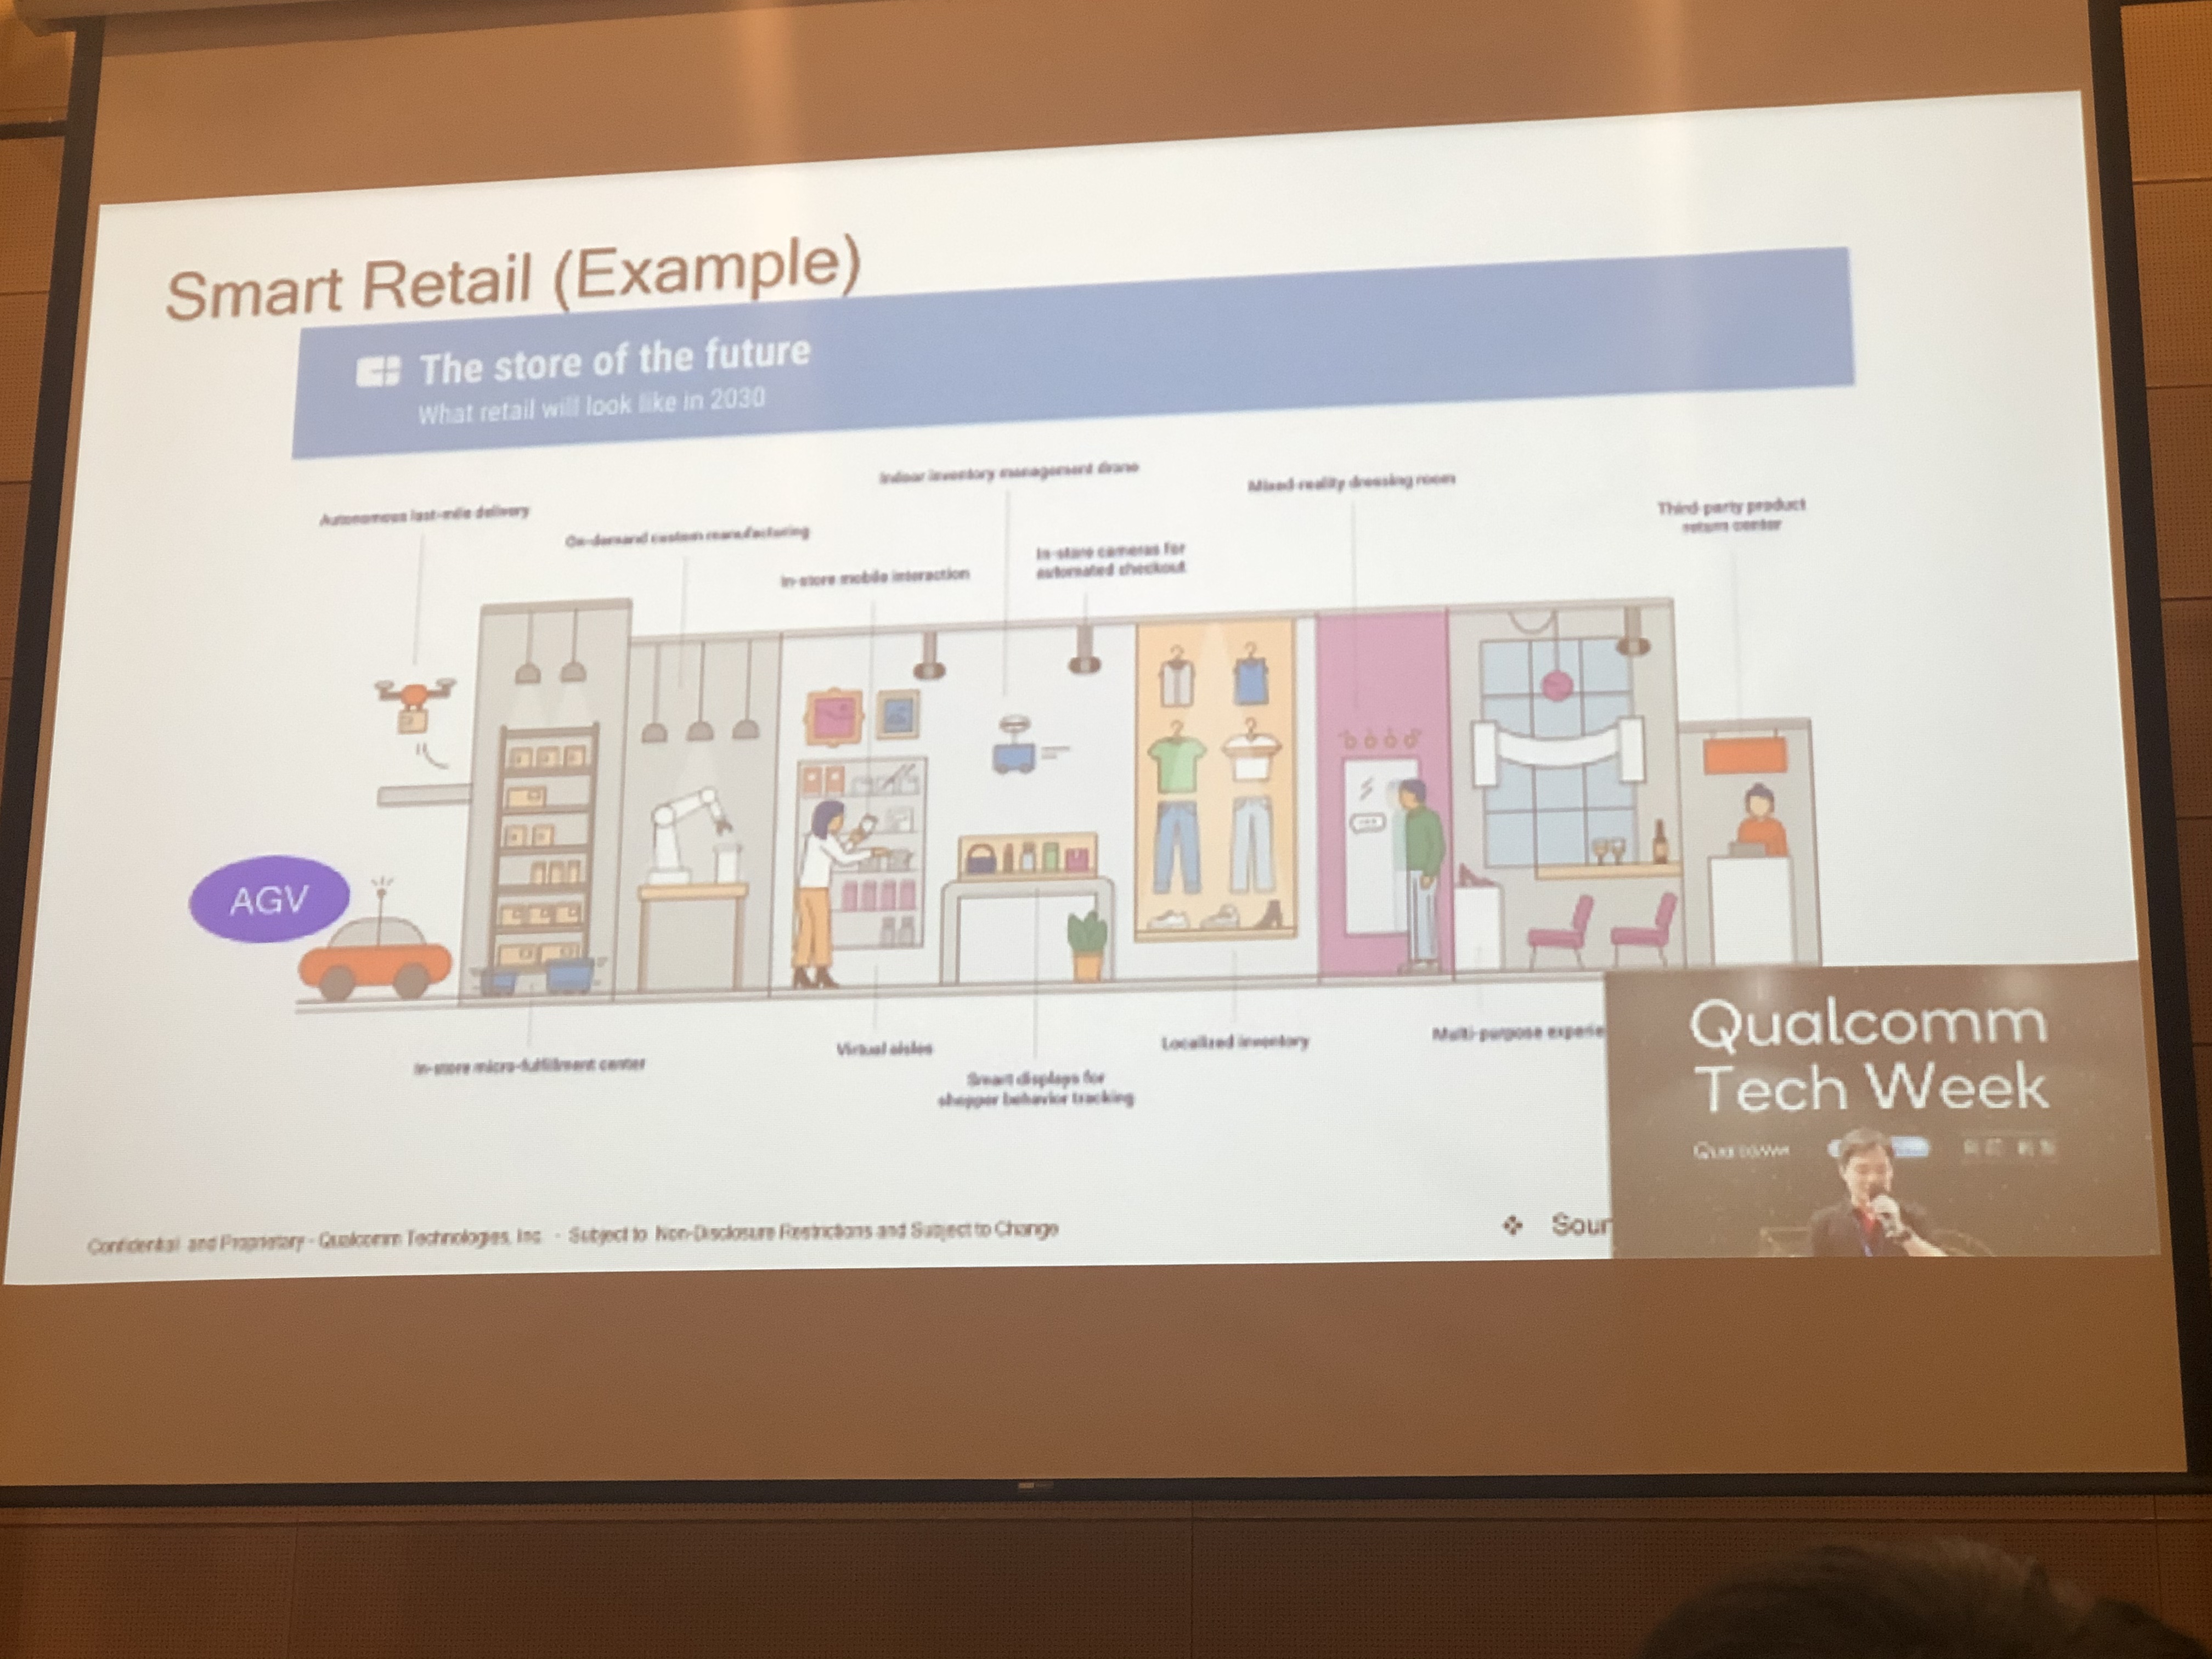 Smart Retail (Example)
The store of the future
What retail will look like in 2030
Indoor inventory management drone
Mixed-reality dressing room
Autonomous last-mile delivery
Third-party product
return center
On-demand custom manufacturing
In-store cameras for
automated checkout
In-store mobile interaction
AGV
In-store micro-fulfillment center
Virtual aisles
Localized inventory
Multi-purpose experie
Smart displays for
shopper behavior tracking
Qualcomm
Tech Week
Qualcomm
Confidential and Proprietary - Qualcomm Technologies, Inc. - Subject to Non-Disclosure Restrictions and Subject to Change
❖ Sour